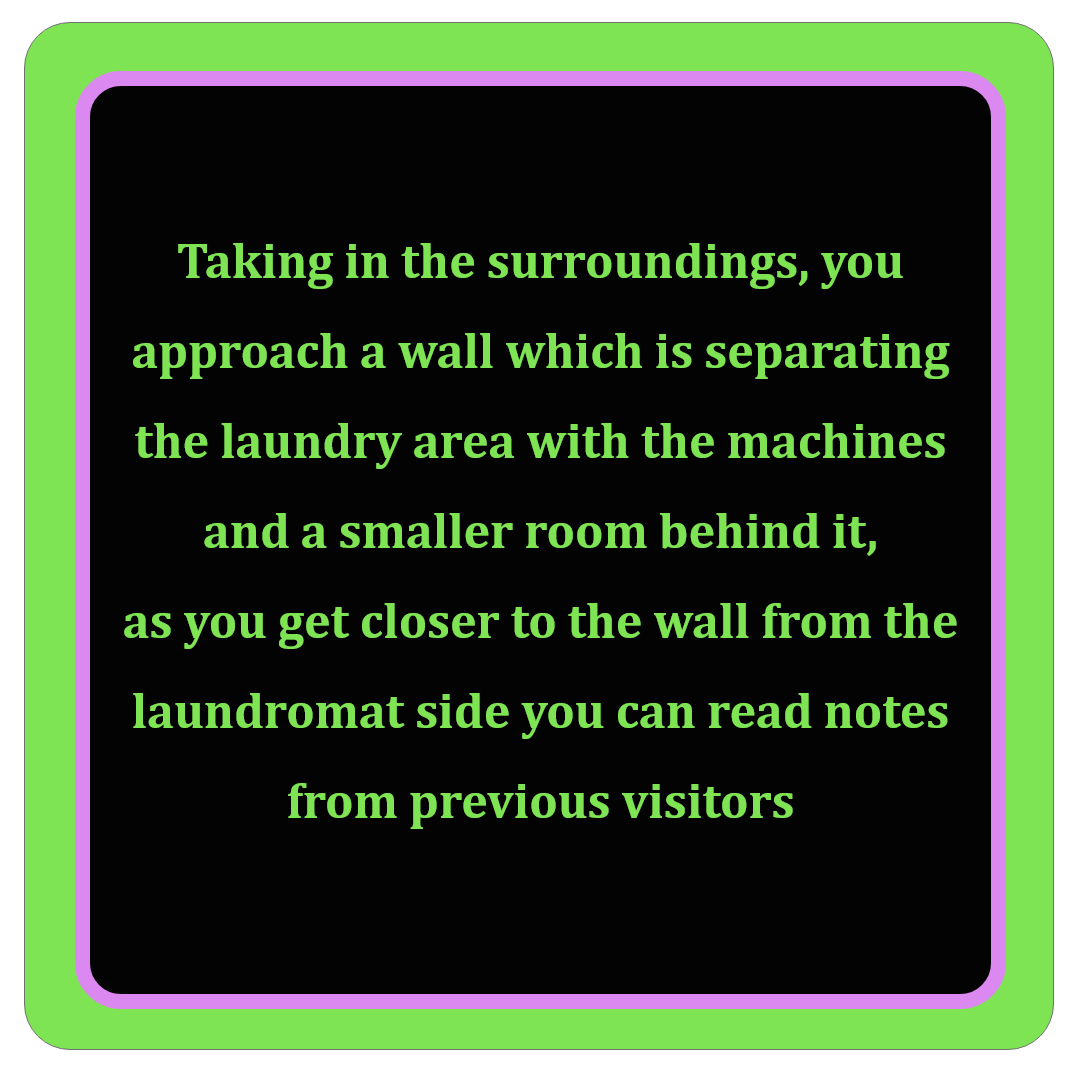 Taking in the surroundings, you
approach a wall which is separating
the laundry area with the machines
and a smaller room behind it,
as you get closer to the wall from the
laundromat side you can read notes
from previous visitors